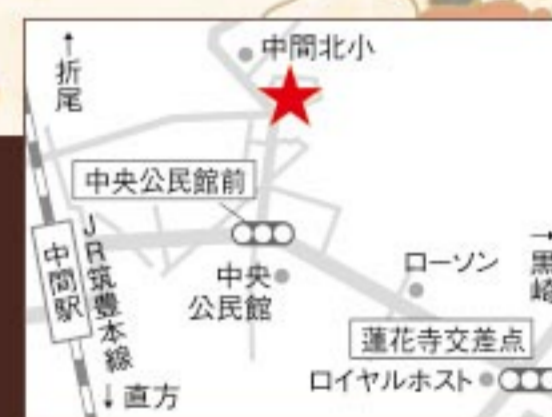 ↑折尾
中間北小
中央公民館前
中間駅
JR筑豊本線
中央
公民館
ローソン
→黒崎
蓮花寺交差点
ロイヤルホスト
↓直方